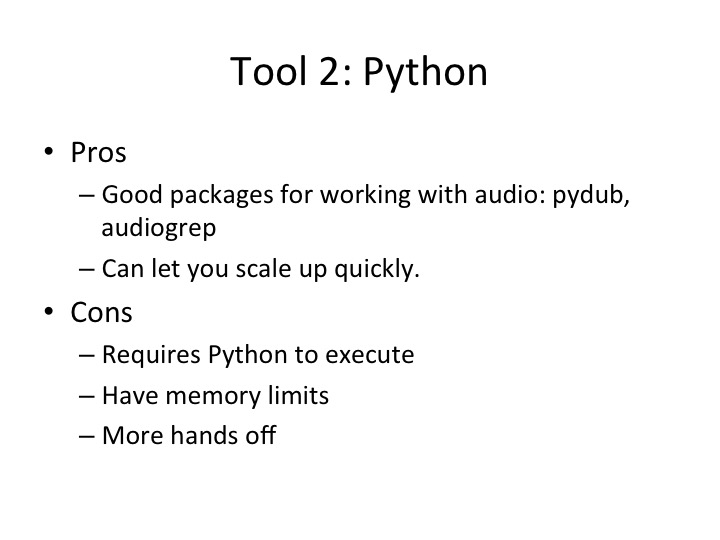 Tool 2: Python
• Pros
– Good packages for working with audio: pydub,
audiogrep
– Can let you scale up quickly.
• Cons
– Requires Python to execute
– Have memory limits
– More hands off